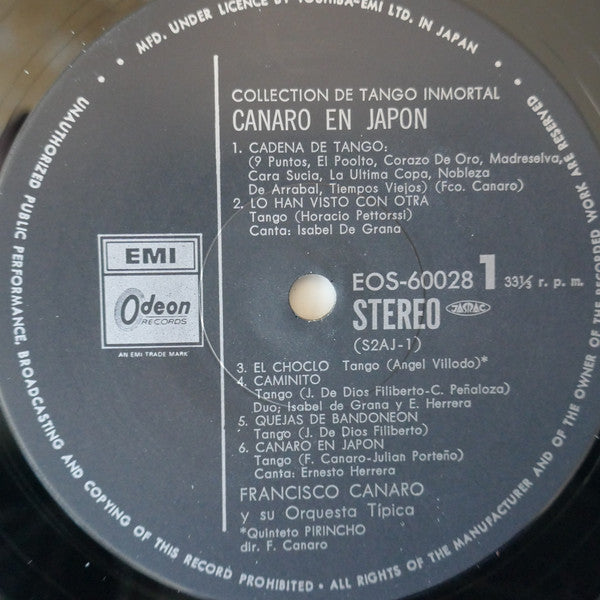 MFD. UNDER LICENCE BY TOSHIBA-EMI LTD. IN JAPAN
COLLECTION DE TANGO INMORTAL
CANARO EN JAPON
1. CADENA DE TANGO:
(9 Puntos, El Poolto, Corazo De Oro, Madreselva,
Cara Sucia, La Ultima Copa, Nobleza
De Arrabal, Tiempos Viejos) (Fco. Canaro)
2. LO HAN VISTO CON OTRA
Tango (Horacio Pettorssi)
Canta: Isabel De Grana
EMI
Odeon
RECORDS
AN EMI TRADE MARK
EOS-60028 1 33⅓ r. p. m.
STEREO JASRAC
(S2AJ-1)
3. EL CHOCLO Tango (Angel Villodo)*
4. CAMINITO
Tango (J. De Dios Filiberto-C. Peñaloza)
Duo; Isabel de Grana y E. Herrera
5. QUEJAS DE BANDONEON
Tango (J. De Dios Filiberto)
6. CANARO EN JAPON
Tango (F. Canaro-Julian Porteño)
Canta: Ernesto Herrera
FRANCISCO CANARO
y su Orquesta Típica
*Quinteto PIRINCHO
dir. F. Canaro
UNAUTHORIZED PUBLIC PERFORMANCE, BROADCASTING AND COPYING OF THIS RECORD PROHIBITED • ALL RIGHTS OF THE MANUFACTURER AND OF THE OWNER OF THE RECORDED WORK ARE RESERVED